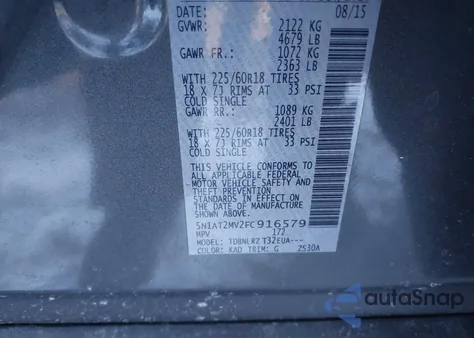 DATE: 08/15
GVWR: 2122 KG
4679 LB
GAWR FR.: 1072 KG
2363 LB
WITH 225/60R18 TIRES
18 X 7J RIMS AT 33 PSI
COLD SINGLE
GAWR RR.: 1089 KG
2401 LB
WITH 225/60R18 TIRES
18 X 7J RIMS AT 33 PSI
COLD SINGLE
THIS VEHICLE CONFORMS TO
ALL APPLICABLE FEDERAL
MOTOR VEHICLE SAFETY AND
THEFT PREVENTION
STANDARDS IN EFFECT ON
THE DATE OF MANUFACTURE
SHOWN ABOVE.
5N1AT2MV2FC916579
MPV 172
MODEL: TDBNLRZ T32EUA---
COLOR: KAD TRIM: G 2530A
autoSnap